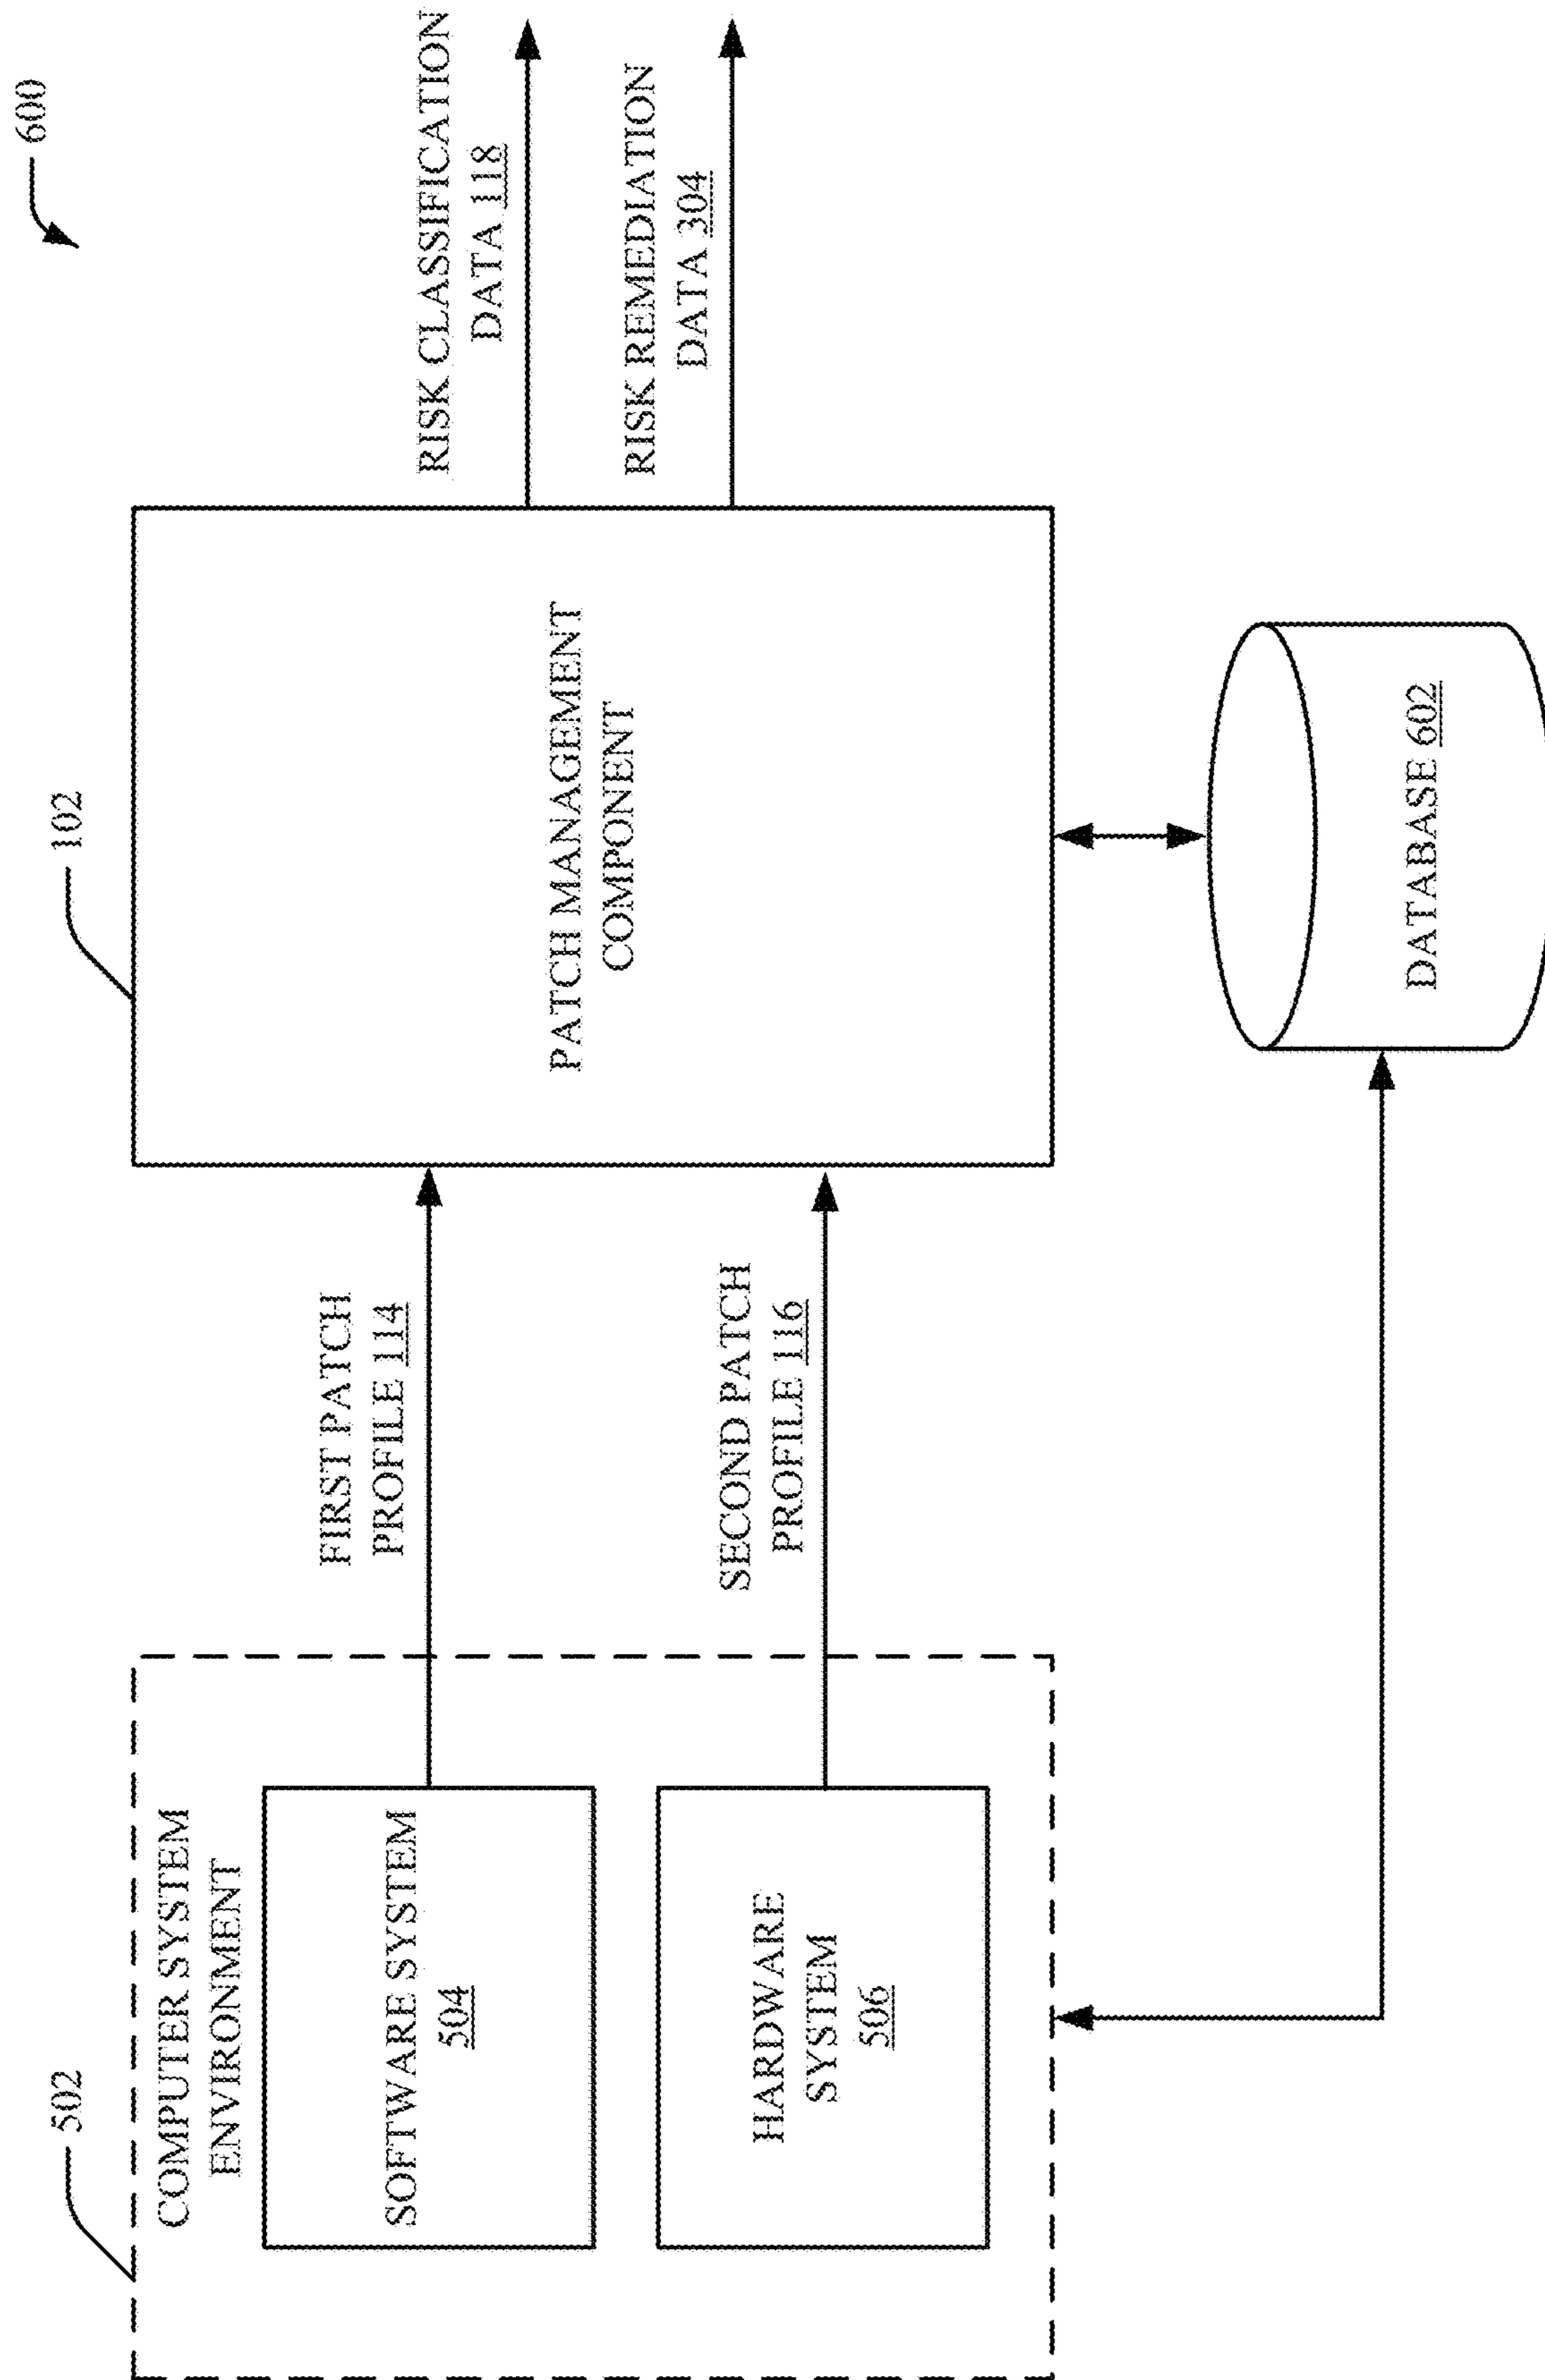 600
502
102
COMPUTER SYSTEM
ENVIRONMENT
SOFTWARE SYSTEM
504
HARDWARE
SYSTEM
506
FIRST PATCH
PROFILE 114
SECOND PATCH
PROFILE 116
PATCH MANAGEMENT
COMPONENT
RISK CLASSIFICATION
DATA 118
RISK REMEDIATION
DATA 304
DATABASE 602